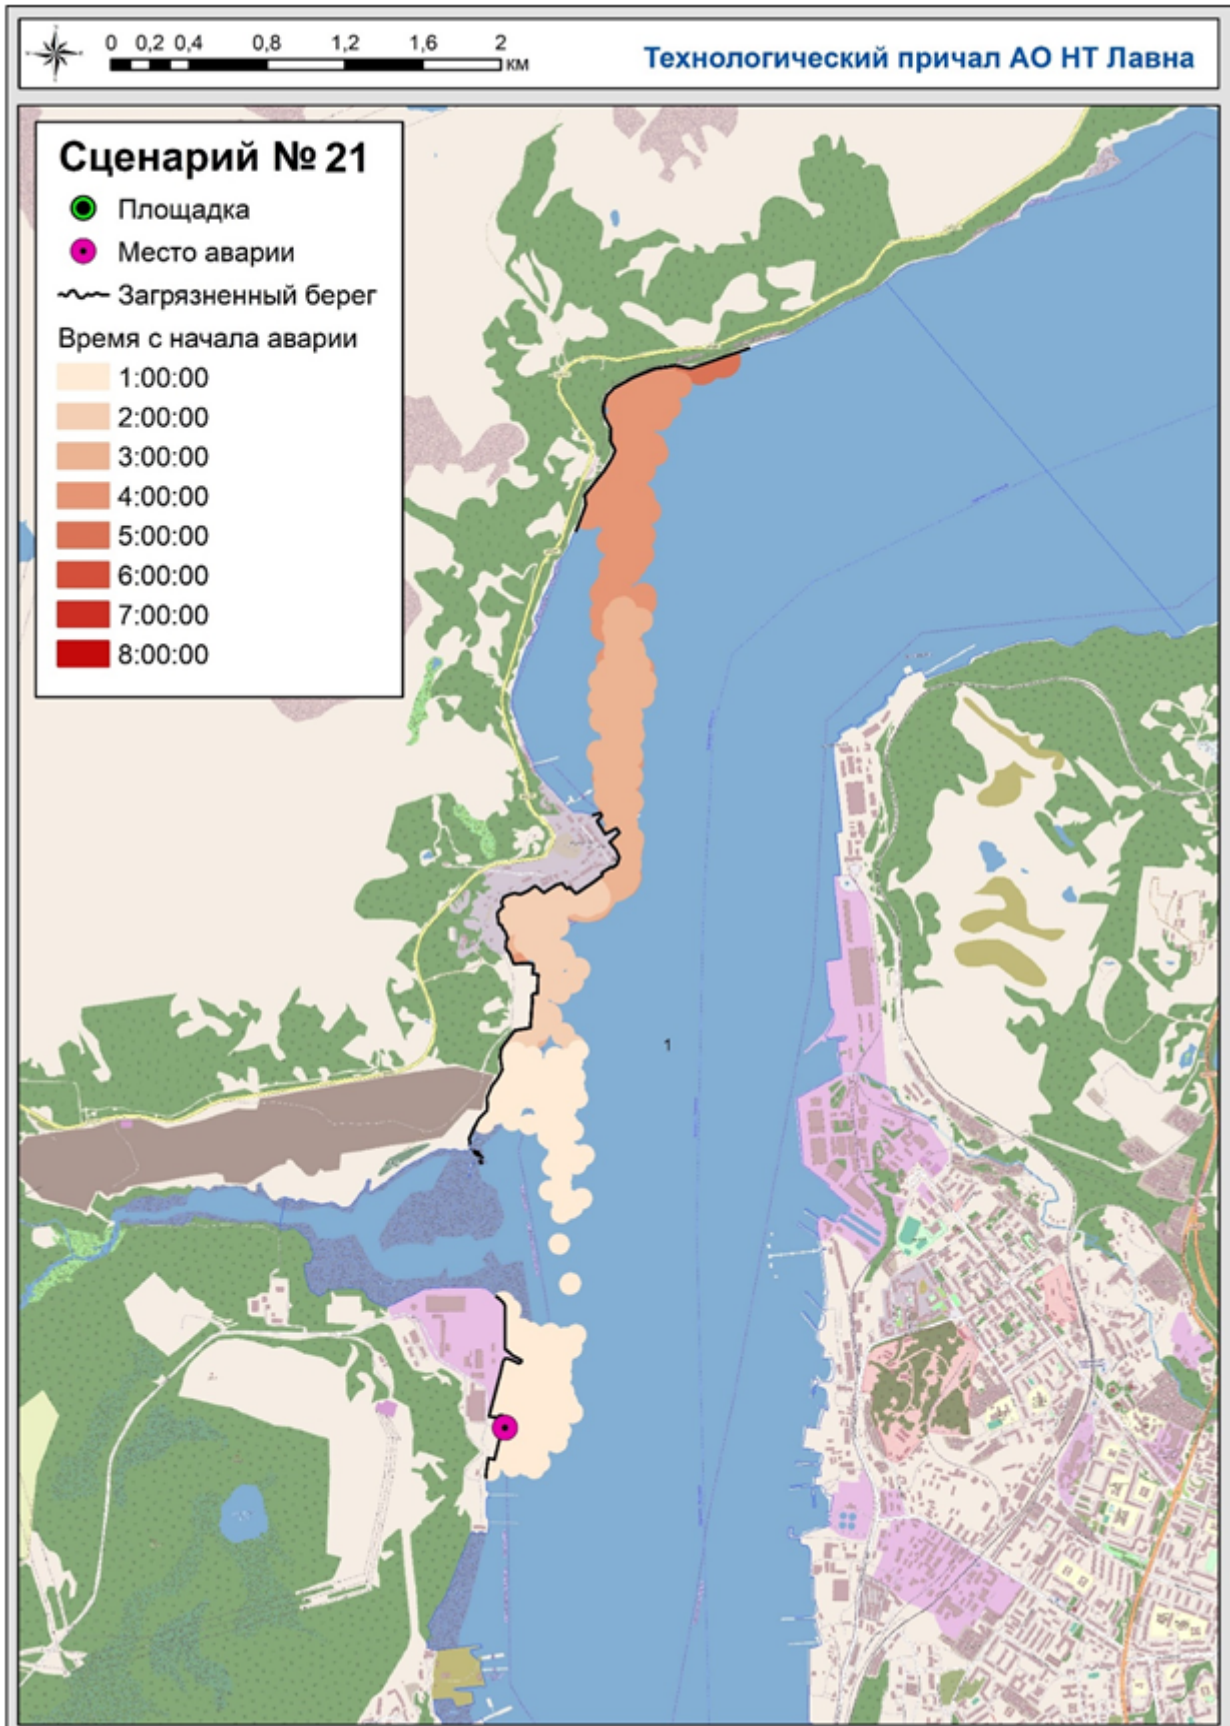 0 0,2 0,4 0,8 1,2 1,6 2
км
Технологический причал АО НТ Лавна
Сценарий № 21
Площадка
Место аварии
Загрязненный берег
Время с начала аварии
1:00:00
2:00:00
3:00:00
4:00:00
5:00:00
6:00:00
7:00:00
8:00:00
1